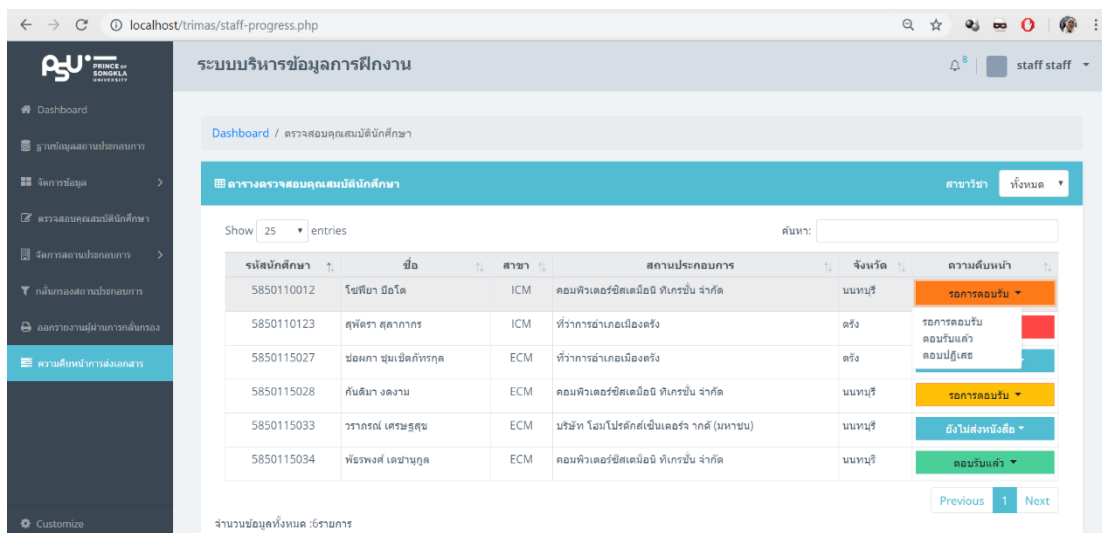 localhost/trimas/staff-progress.php
PSU PRINCE OF SONGKLA UNIVERSITY
ระบบบริหารข้อมูลการฝึกงาน
8
staff staff
Dashboard
ฐานข้อมูลสถานประกอบการ
จัดการข้อมูล
ตรวจสอบคุณสมบัตินักศึกษา
จัดการสถานประกอบการ
กลั่นกรองสถานประกอบการ
ออกรายงานผู้ผ่านการกลั่นกรอง
ความคืบหน้าการส่งเอกสาร
Customize
Dashboard / ตรวจสอบคุณสมบัตินักศึกษา
ตารางตรวจสอบคุณสมบัตินักศึกษา
สาขาวิชา ทั้งหมด
Show 25 entries
ค้นหา:
รหัสนักศึกษา ชื่อ สาขา สถานประกอบการ จังหวัด ความคืบหน้า
5850110012 โซฟียา มือโต ICM คอมพิวเตอร์ซิสเตม็อนิ ทิเกรชั่น จำกัด นนทบุรี รอการตอบรับ
รอการตอบรับ
ตอบรับแล้ว
ตอบปฏิเสธ
5850110123 สุพัตรา สุดากากร ICM ที่ว่าการอำเภอเมืองตรัง ตรัง
5850115027 ช่อผกา ชุมเชิดภัทรกุล ECM ที่ว่าการอำเภอเมืองตรัง ตรัง
5850115028 กันติมา งดงาม ECM คอมพิวเตอร์ซิสเตม็อนิ ทิเกรชั่น จำกัด นนทบุรี รอการตอบรับ
5850115033 วราภรณ์ เศรษฐสุข ECM บริษัท โฮมโปรดักส์เซ็นเตอร์จ ากดั (มหาชน) นนทบุรี ยังไม่ส่งหนังสือ
5850115034 พัชรพงศ์ เดชานุกูล ECM คอมพิวเตอร์ซิสเตม็อนิ ทิเกรชั่น จำกัด นนทบุรี ตอบรับแล้ว
Previous 1 Next
จำนวนข้อมูลทั้งหมด :6รายการ